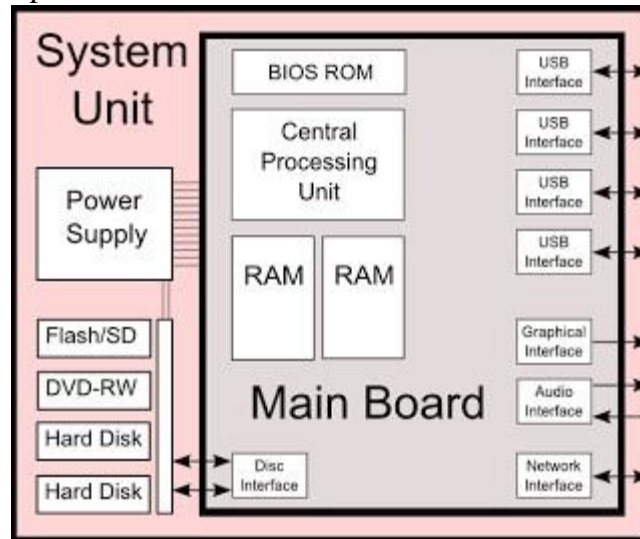 System
Unit
BIOS ROM
Central
Processing
Unit
Power
Supply
RAM
RAM
Flash/SD
DVD-RW
Hard Disk
Hard Disk
Main Board
Disc
Interface
USB
Interface
USB
Interface
USB
Interface
USB
Interface
Graphical
Interface
Audio
Interface
Network
Interface